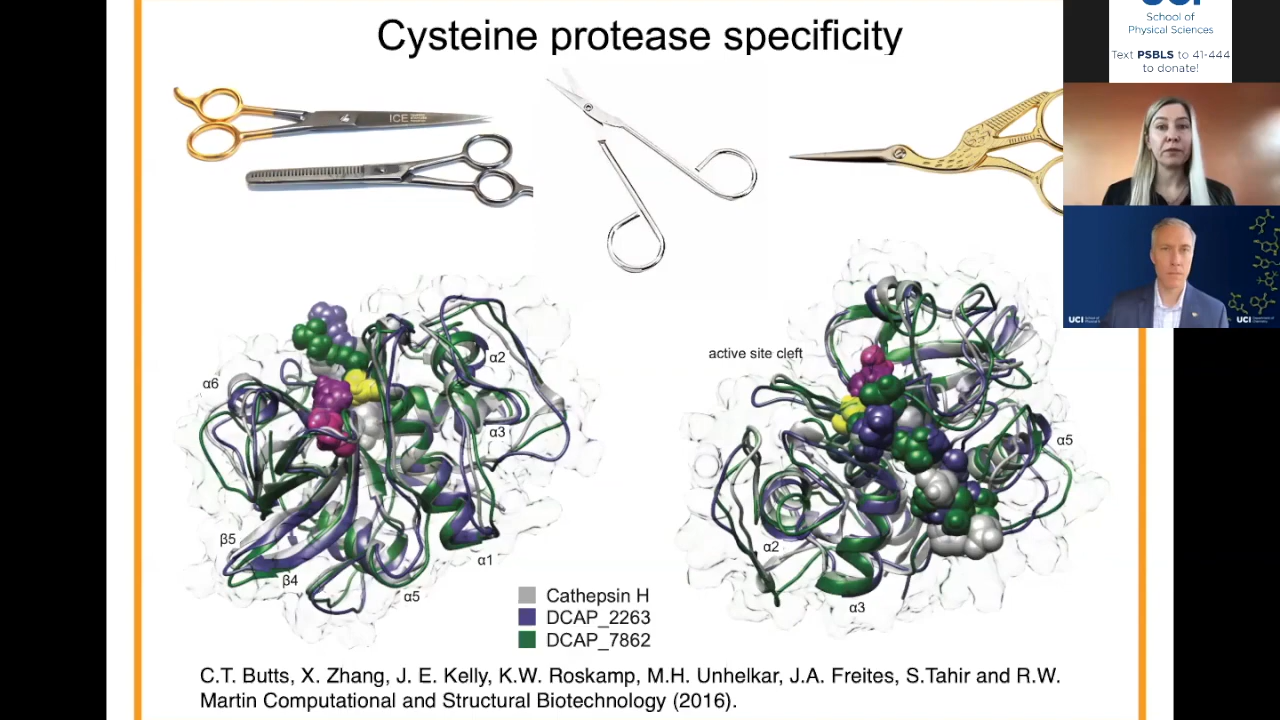 Cysteine protease specificity
UCI
School of
Physical Sciences
Text PSBLS to 41-444
to donate!
ICE
UCI
UCI
active site cleft
α6
α2
α3
β5
β4
α5
α1
α5
α2
α3
Cathepsin H
DCAP_2263
DCAP_7862
C.T. Butts, X. Zhang, J. E. Kelly, K.W. Roskamp, M.H. Unhelkar, J.A. Freites, S.Tahir and R.W.
Martin Computational and Structural Biotechnology (2016).